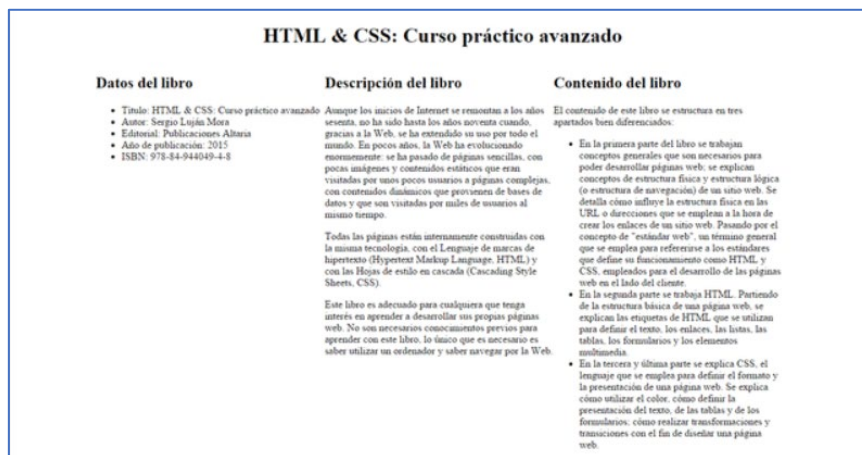 HTML & CSS: Curso práctico avanzado
Datos del libro
• Título: HTML & CSS: Curso práctico avanzado
• Autor: Sergio Luján Mora
• Editorial: Publicaciones Altaria
• Año de publicación: 2015
• ISBN: 978-84-944049-4-8
Descripción del libro
Aunque los inicios de Internet se remontan a los años
sesenta, no ha sido hasta los años noventa cuando,
gracias a la Web, se ha extendido su uso por todo el
mundo. En pocos años, la Web ha evolucionado
enormemente: se ha pasado de páginas sencillas, con
pocas imágenes y contenidos estáticos que eran
visitadas por unos pocos usuarios a páginas complejas,
con contenidos dinámicos que provienen de bases de
datos y que son visitadas por miles de usuarios al
mismo tiempo.
Todas las páginas están internamente construidas con
la misma tecnología, con el Lenguaje de marcas de
hipertexto (Hypertext Markup Language, HTML) y
con las Hojas de estilo en cascada (Cascading Style
Sheets, CSS).
Este libro es adecuado para cualquiera que tenga
interés en aprender a desarrollar sus propias páginas
web. No son necesarios conocimientos previos para
aprender con este libro, lo único que es necesario es
saber utilizar un ordenador y saber navegar por la Web.
Contenido del libro
El contenido de este libro se estructura en tres
apartados bien diferenciados:
• En la primera parte del libro se trabajan
conceptos generales que son necesarios para
poder desarrollar páginas web; se explican
conceptos de estructura física y estructura lógica
(o estructura de navegación) de un sitio web. Se
detalla cómo influye la estructura física en las
URL o direcciones que se emplean a la hora de
crear los enlaces de un sitio web. Pasando por el
concepto de "estándar web", un término general
que se emplea para refererirse a los estándares
que define su funcionamiento como HTML y
CSS, empleados para el desarrollo de las páginas
web en el lado del cliente.
• En la segunda parte se trabaja HTML. Partiendo
de la estructura básica de una página web, se
explican las etiquetas de HTML que se utilizan
para definir el texto, los enlaces, las listas, las
tablas, los formularios y los elementos
multimedia.
• En la tercera y última parte se explica CSS, el
lenguaje que se emplea para definir el formato y
la presentación de una página web. Se explica
cómo utilizar el color, cómo definir la
presentación del texto, de las tablas y de los
formularios; cómo realizar transformaciones y
transiciones con el fin de diseñar una página
web.